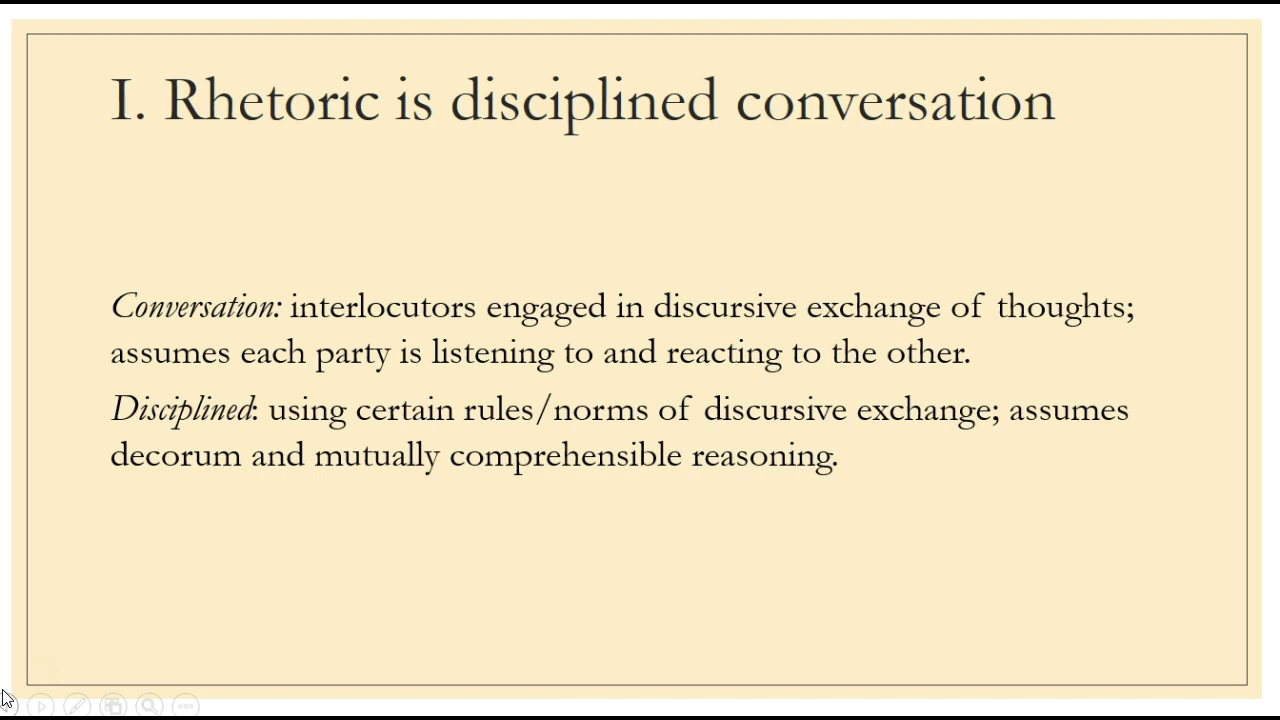 I. Rhetoric is disciplined conversation
Conversation: interlocutors engaged in discursive exchange of thoughts;
assumes each party is listening to and reacting to the other.
Disciplined: using certain rules/norms of discursive exchange; assumes
decorum and mutually comprehensible reasoning.